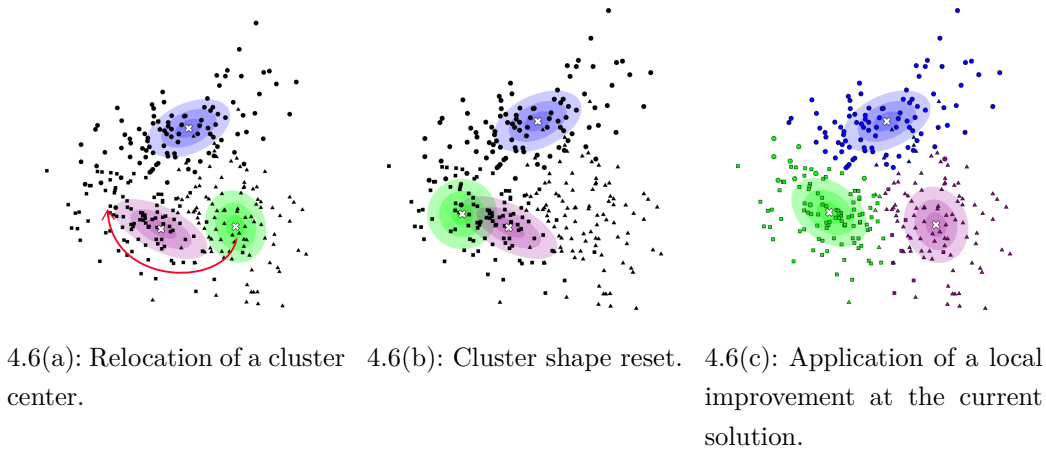 4.6(a): Relocation of a cluster
center.
4.6(b): Cluster shape reset.
4.6(c): Application of a local
improvement at the current
solution.